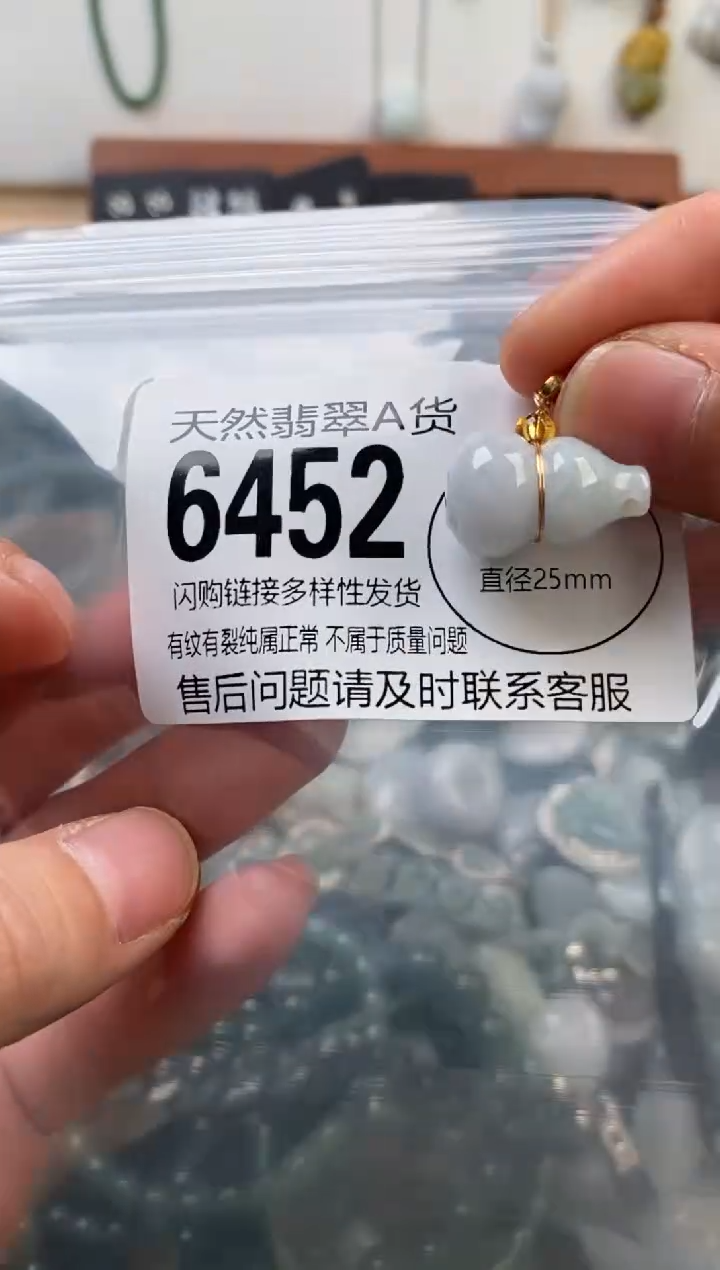 天然翡翠A货
6452
直径25mm
闪购链接多样性发货
有纹有裂纯属正常 不属于质量问题
售后问题请及时联系客服